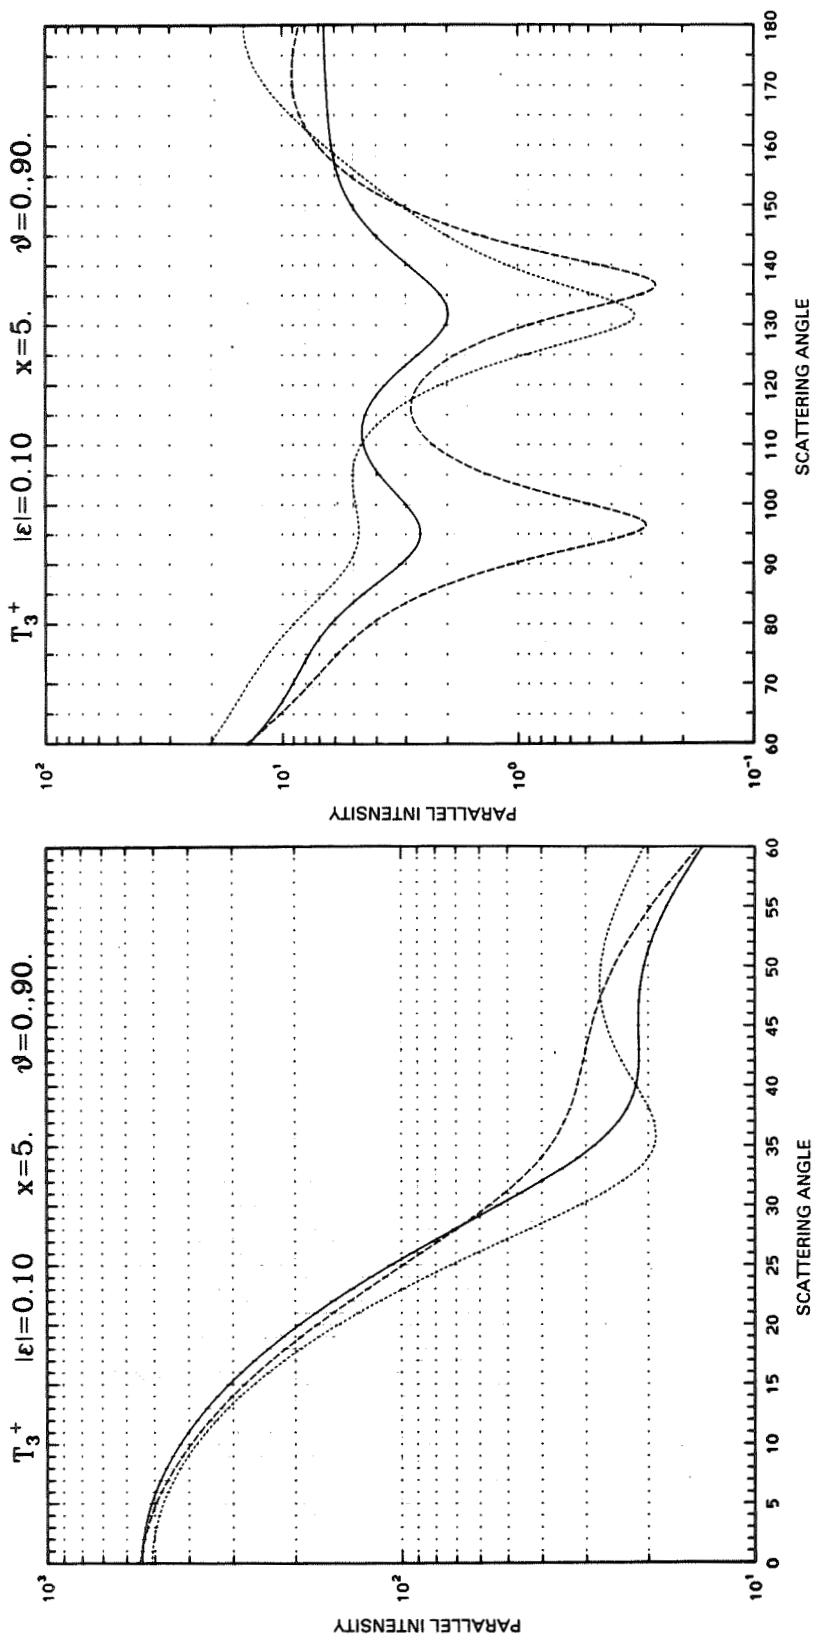 T₃⁺ |ε|=0.10 x=5. ϑ=0.,90.
PARALLEL INTENSITY
10³
10²
10¹
0 5 10 15 20 25 30 35 40 45 50 55 60
SCATTERING ANGLE
T₃⁺ |ε|=0.10 x=5. ϑ=0.,90.
PARALLEL INTENSITY
10²
10¹
10⁰
10⁻¹
60 70 80 90 100 110 120 130 140 150 160 170 180
SCATTERING ANGLE